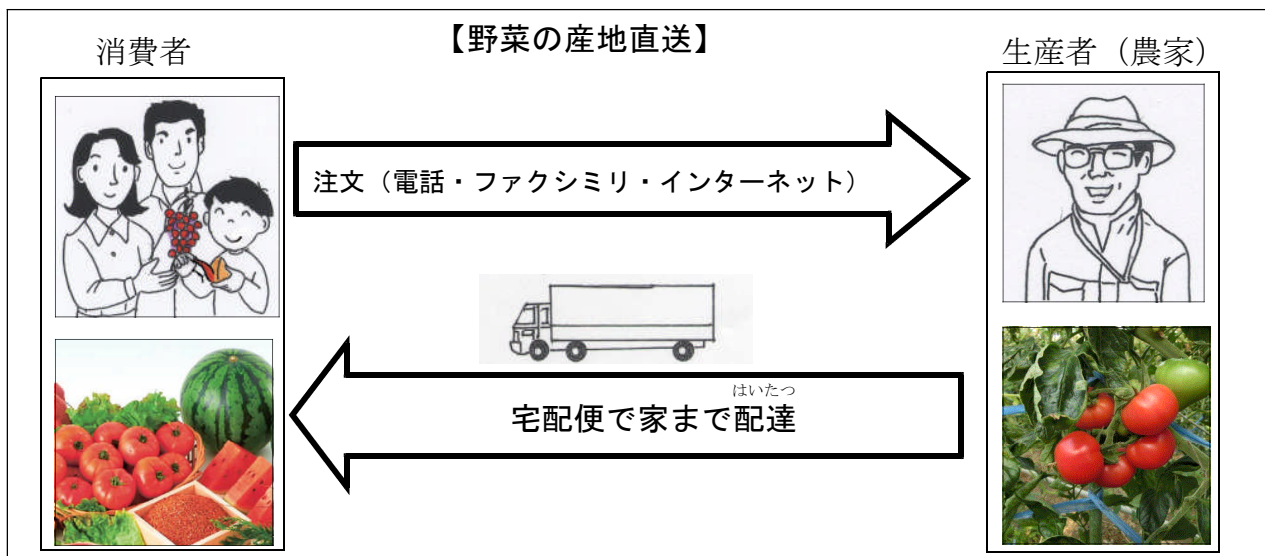 【野菜の産地直送】
消費者
生産者（農家）
注文（電話・ファクシミリ・インターネット）
はいたつ
宅配便で家まで配達